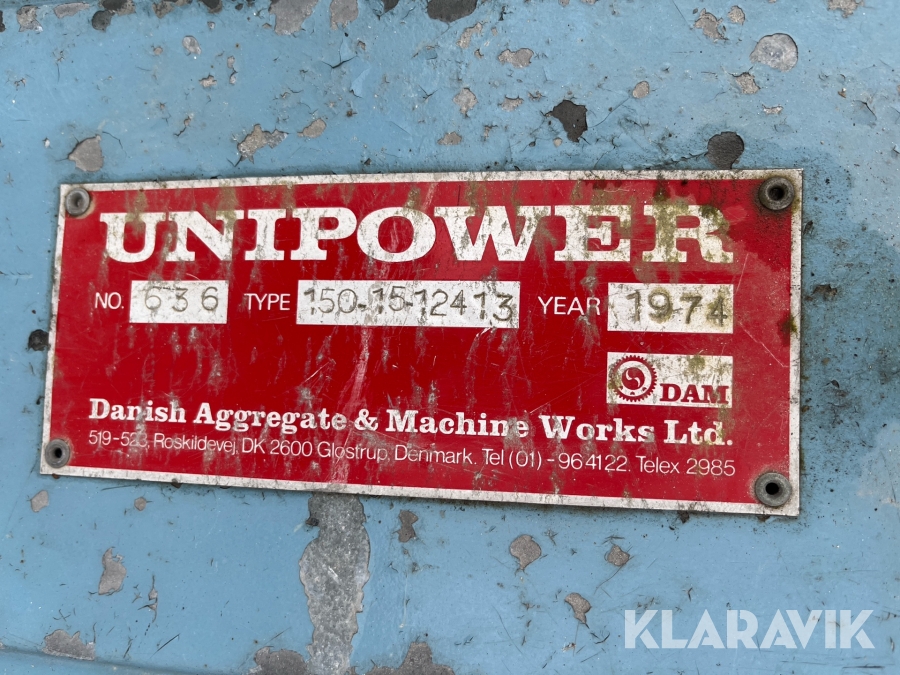 UNIPOWER
NO. 636 TYPE 150-15-12413 YEAR 1974
DAM
Danish Aggregate & Machine Works Ltd.
519-523, Roskildevej, DK 2600 Glostrup, Denmark. Tel (01) - 96 4122. Telex 2985
KLARAVIK